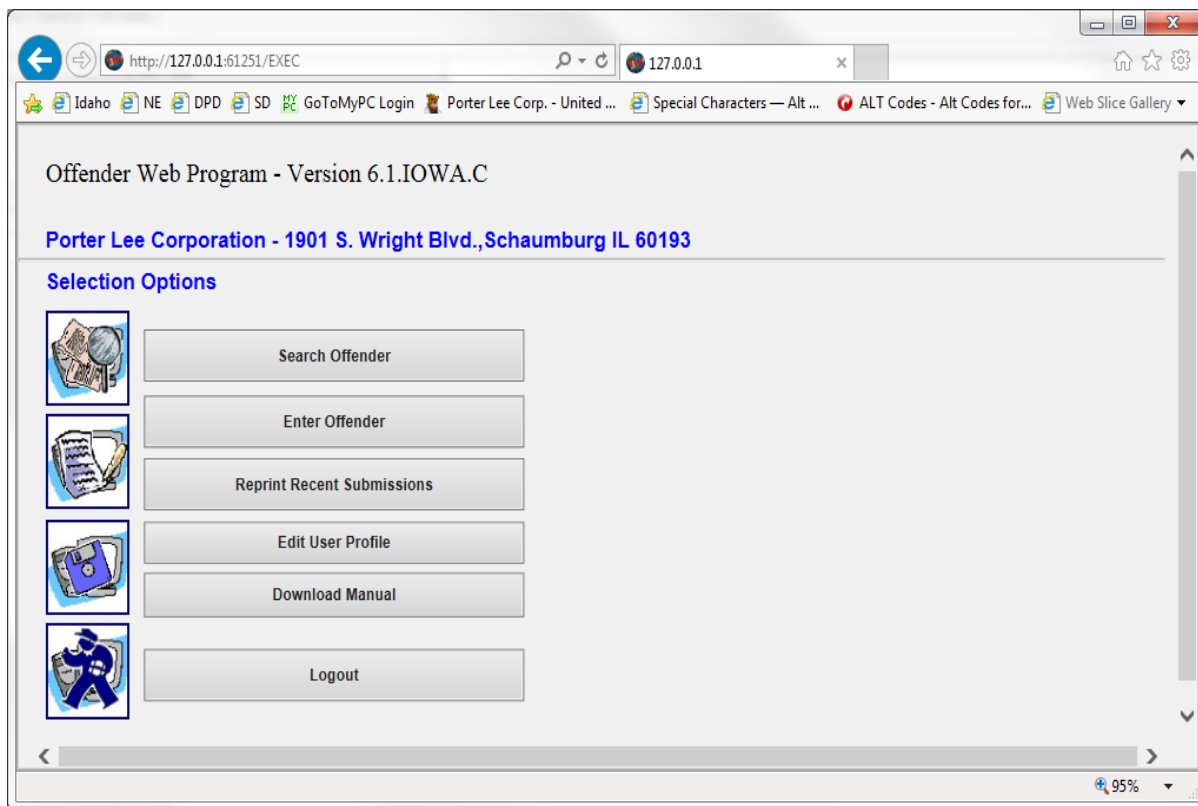 http://127.0.0.1:61251/EXEC
127.0.0.1
Idaho NE DPD SD GoToMyPC Login Porter Lee Corp. - United ... Special Characters — Alt ... ALT Codes - Alt Codes for... Web Slice Gallery
Offender Web Program - Version 6.1.IOWA.C
Porter Lee Corporation - 1901 S. Wright Blvd.,Schaumburg IL 60193
Selection Options
Search Offender
Enter Offender
Reprint Recent Submissions
Edit User Profile
Download Manual
Logout
95%